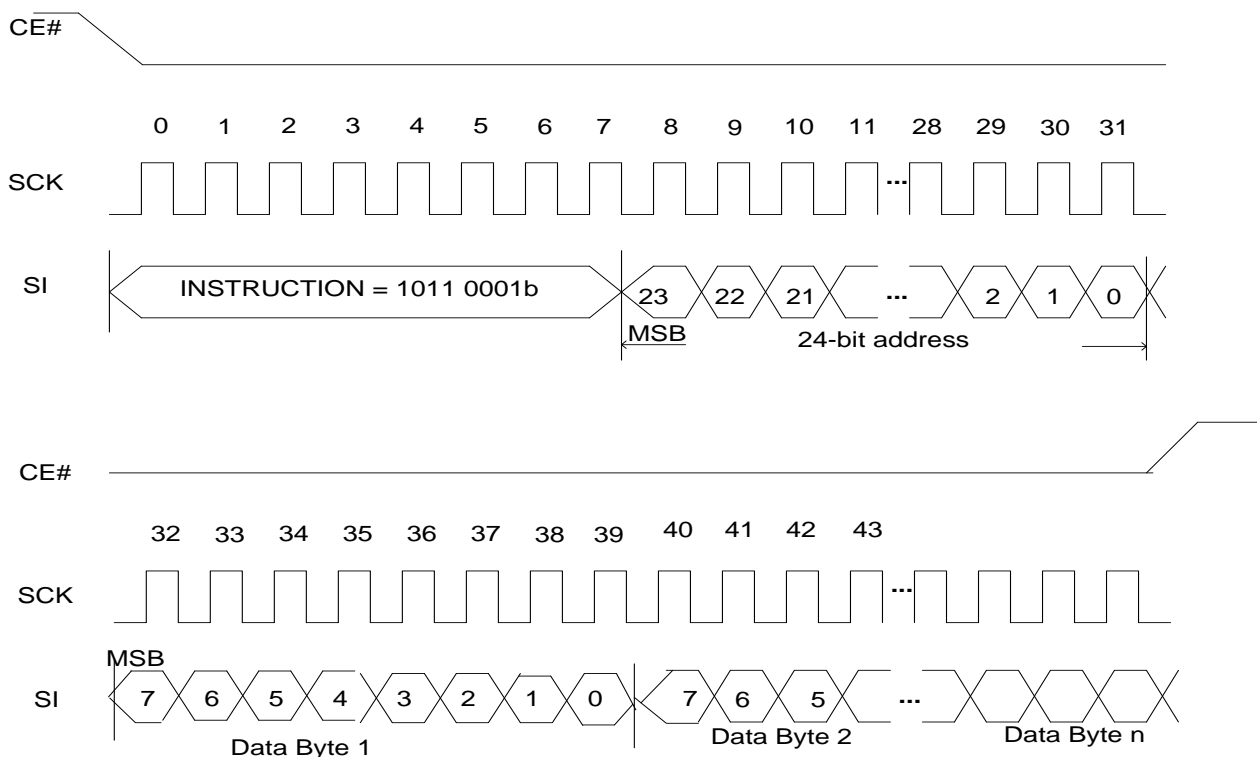 CE#
0 1 2 3 4 5 6 7 8 9 10 11 28 29 30 31
SCK
...
SI
INSTRUCTION = 1011 0001b
23 22 21 ... 2 1 0
MSB
24-bit address
CE#
32 33 34 35 36 37 38 39 40 41 42 43
SCK
...
MSB
SI
7 6 5 4 3 2 1 0 7 6 5 ...
Data Byte 1
Data Byte 2
Data Byte n